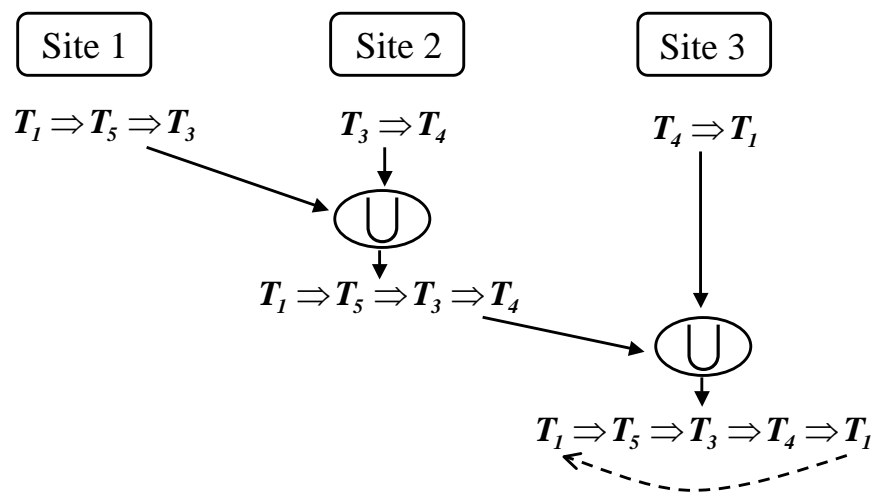 Site 1 Site 2 Site 3
T₁ ⇒ T₅ ⇒ T₃ T₃ ⇒ T₄ T₄ ⇒ T₁
⋃
T₁ ⇒ T₅ ⇒ T₃ ⇒ T₄
⋃
T₁ ⇒ T₅ ⇒ T₃ ⇒ T₄ ⇒ T₁